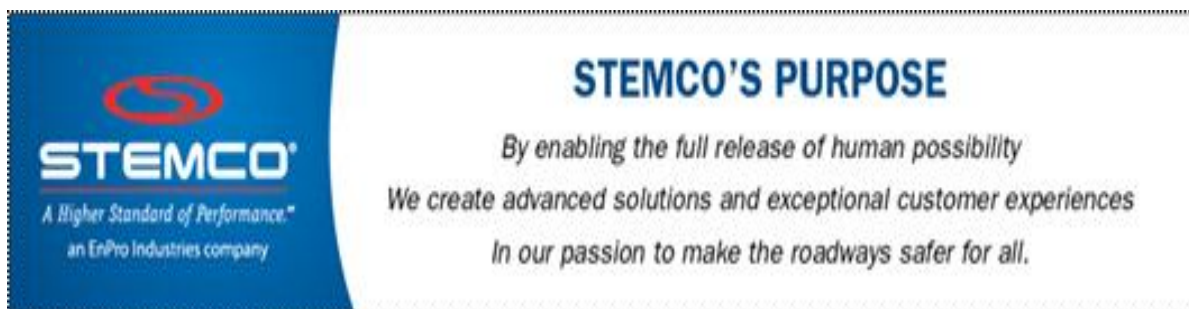 STEMCO®
A Higher Standard of Performance.™
an EnPro Industries company
STEMCO'S PURPOSE
By enabling the full release of human possibility
We create advanced solutions and exceptional customer experiences
In our passion to make the roadways safer for all.